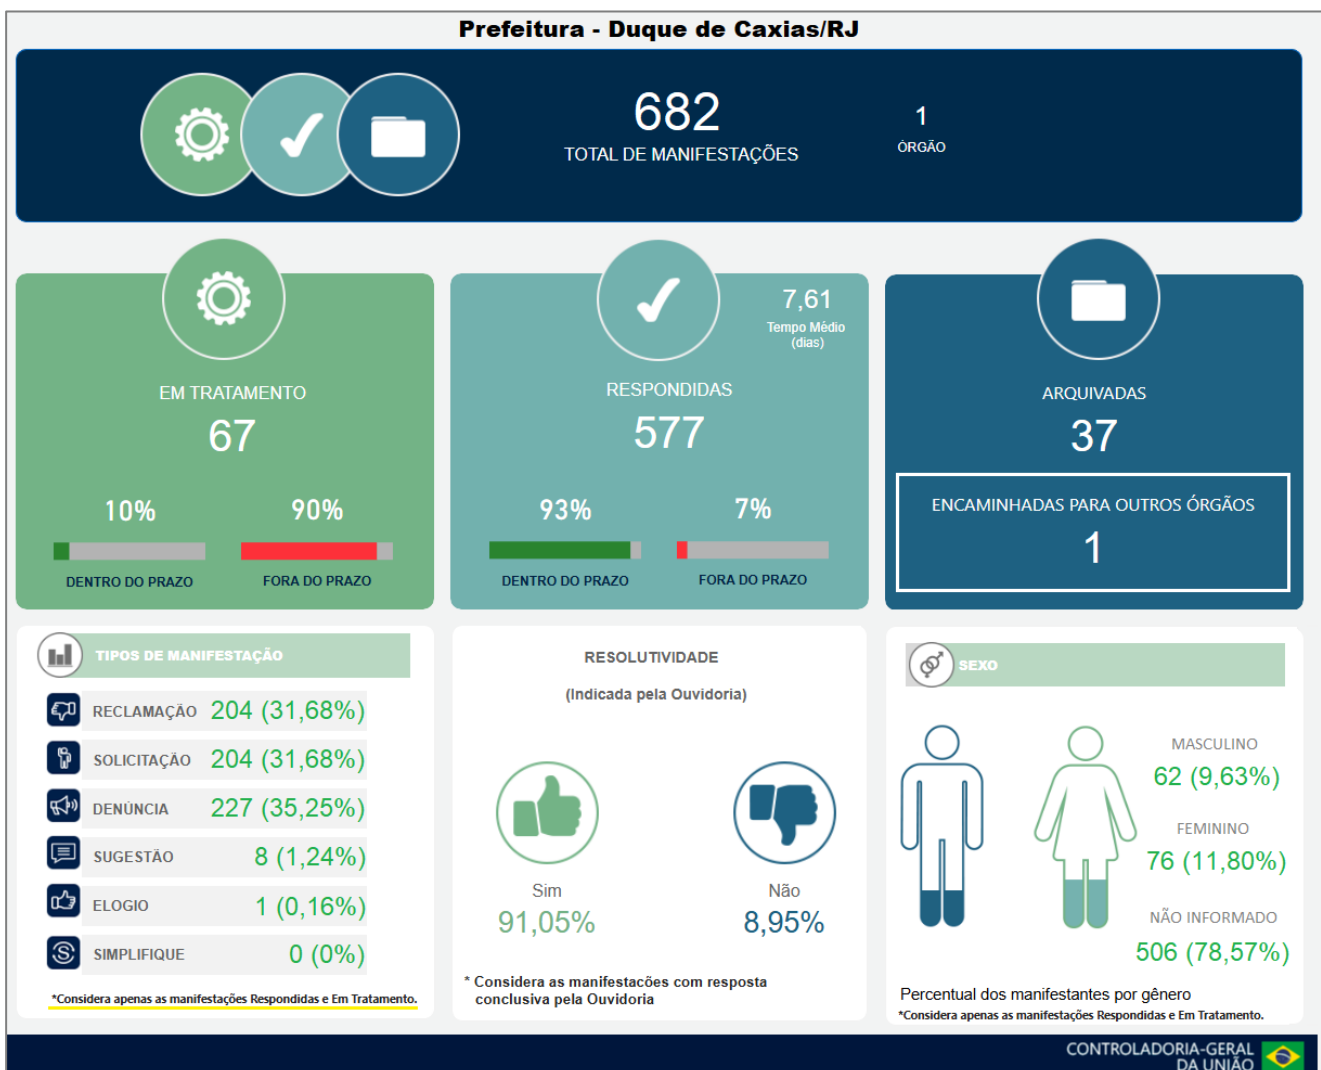 Prefeitura - Duque de Caxias/RJ
682
TOTAL DE MANIFESTAÇÕES
1
ÓRGÃO
EM TRATAMENTO
67
10%
90%
DENTRO DO PRAZO
FORA DO PRAZO
7,61
Tempo Médio
(dias)
RESPONDIDAS
577
93%
7%
DENTRO DO PRAZO
FORA DO PRAZO
ARQUIVADAS
37
ENCAMINHADAS PARA OUTROS ÓRGÃOS
1
TIPOS DE MANIFESTAÇÃO
RECLAMAÇÃO 204 (31,68%)
SOLICITAÇÃO 204 (31,68%)
DENÚNCIA 227 (35,25%)
SUGESTÃO 8 (1,24%)
ELOGIO 1 (0,16%)
SIMPLIFIQUE 0 (0%)
*Considera apenas as manifestações Respondidas e Em Tratamento.
RESOLUTIVIDADE
(Indicada pela Ouvidoria)
Sim
91,05%
Não
8,95%
* Considera as manifestacões com resposta
conclusiva pela Ouvidoria
SEXO
MASCULINO
62 (9,63%)
FEMININO
76 (11,80%)
NÃO INFORMADO
506 (78,57%)
Percentual dos manifestantes por gênero
*Considera apenas as manifestações Respondidas e Em Tratamento.
CONTROLADORIA-GERAL
DA UNIÃO